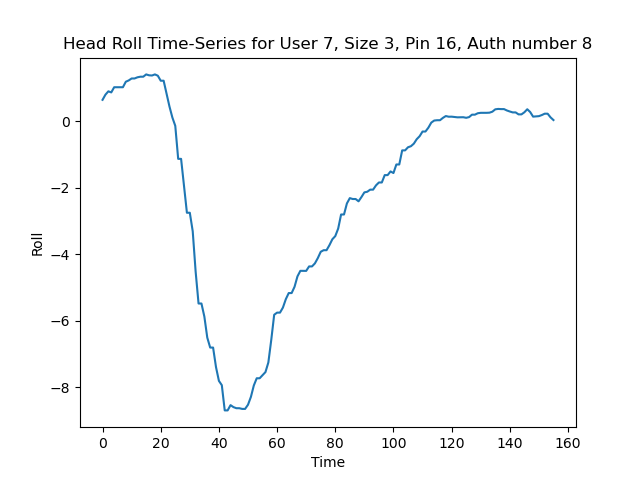 Head Roll Time-Series for User 7, Size 3, Pin 16, Auth number 8
Roll
0
−2
−4
−6
−8
0 20 40 60 80 100 120 140 160
Time